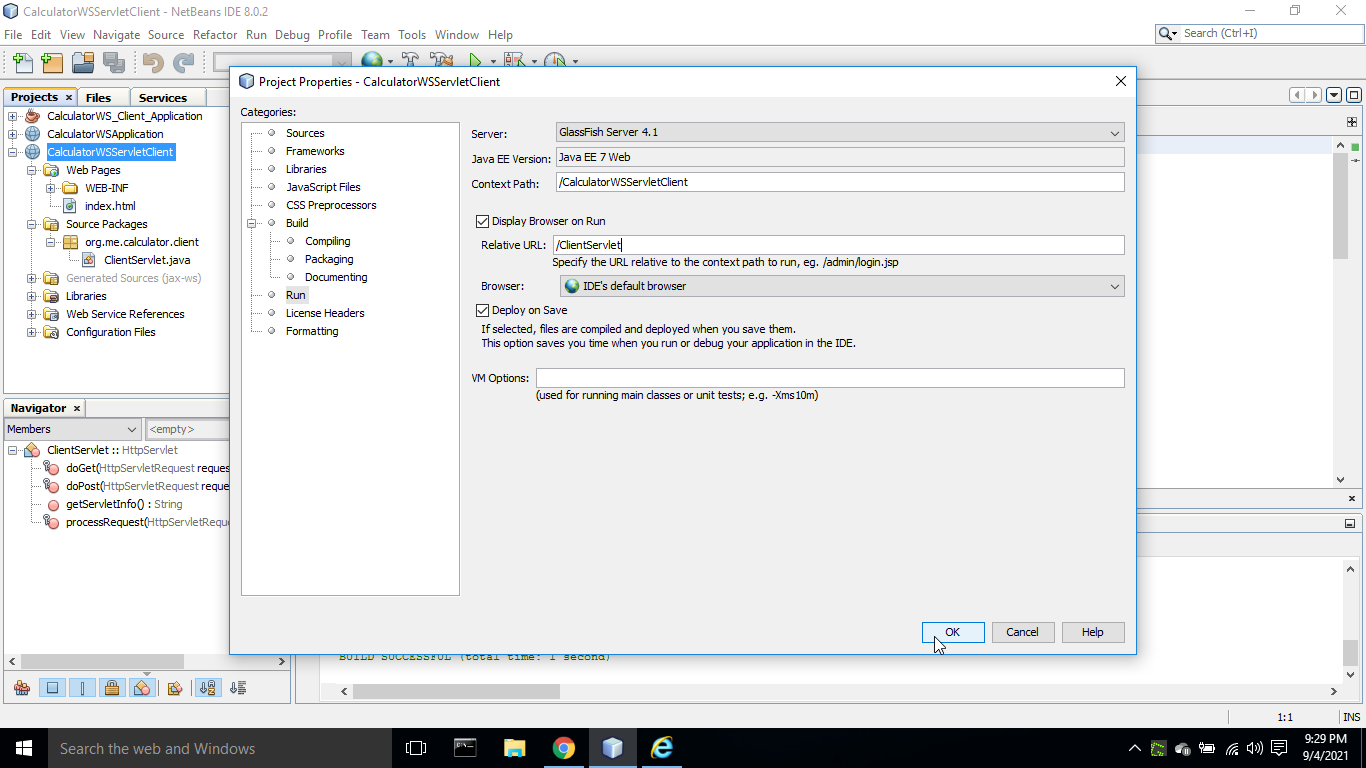 CalculatorWSServletClient - NetBeans IDE 8.0.2
File Edit View Navigate Source Refactor Run Debug Profile Team Tools Window Help
Search (Ctrl+I)
Project Properties - CalculatorWSServletClient
Projects Files Services
CalculatorWS_Client_Application
CalculatorWSApplication
CalculatorWSServletClient
Web Pages
WEB-INF
index.html
Source Packages
org.me.calculator.client
ClientServlet.java
Generated Sources (jax-ws)
Libraries
Web Service References
Configuration Files
Navigator
Members
<empty>
ClientServlet :: HttpServlet
doGet(HttpServletRequest reques
doPost(HttpServletRequest reque
getServletInfo() : String
processRequest(HttpServletRequ
Categories:
Sources
Frameworks
Libraries
JavaScript Files
CSS Preprocessors
Build
Compiling
Packaging
Documenting
Run
License Headers
Formatting
Server: GlassFish Server 4.1
Java EE Version: Java EE 7 Web
Context Path: /CalculatorWSServletClient
Display Browser on Run
Relative URL: /ClientServlet
Specify the URL relative to the context path to run, eg. /admin/login.jsp
Browser: IDE's default browser
Deploy on Save
If selected, files are compiled and deployed when you save them.
This option saves you time when you run or debug your application in the IDE.
VM Options:
(used for running main classes or unit tests; e.g. -Xms10m)
OK Cancel Help
BUILD SUCCESSFUL (total time: 1 second)
1:1 INS
Search the web and Windows
9:29 PM
9/4/2021